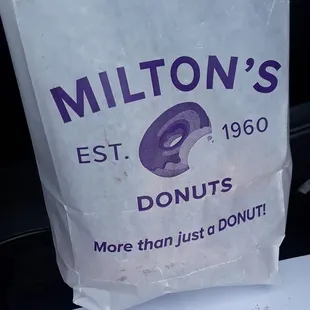 MILTON'S
EST. 1960
DONUTS
More than just a DONUT!